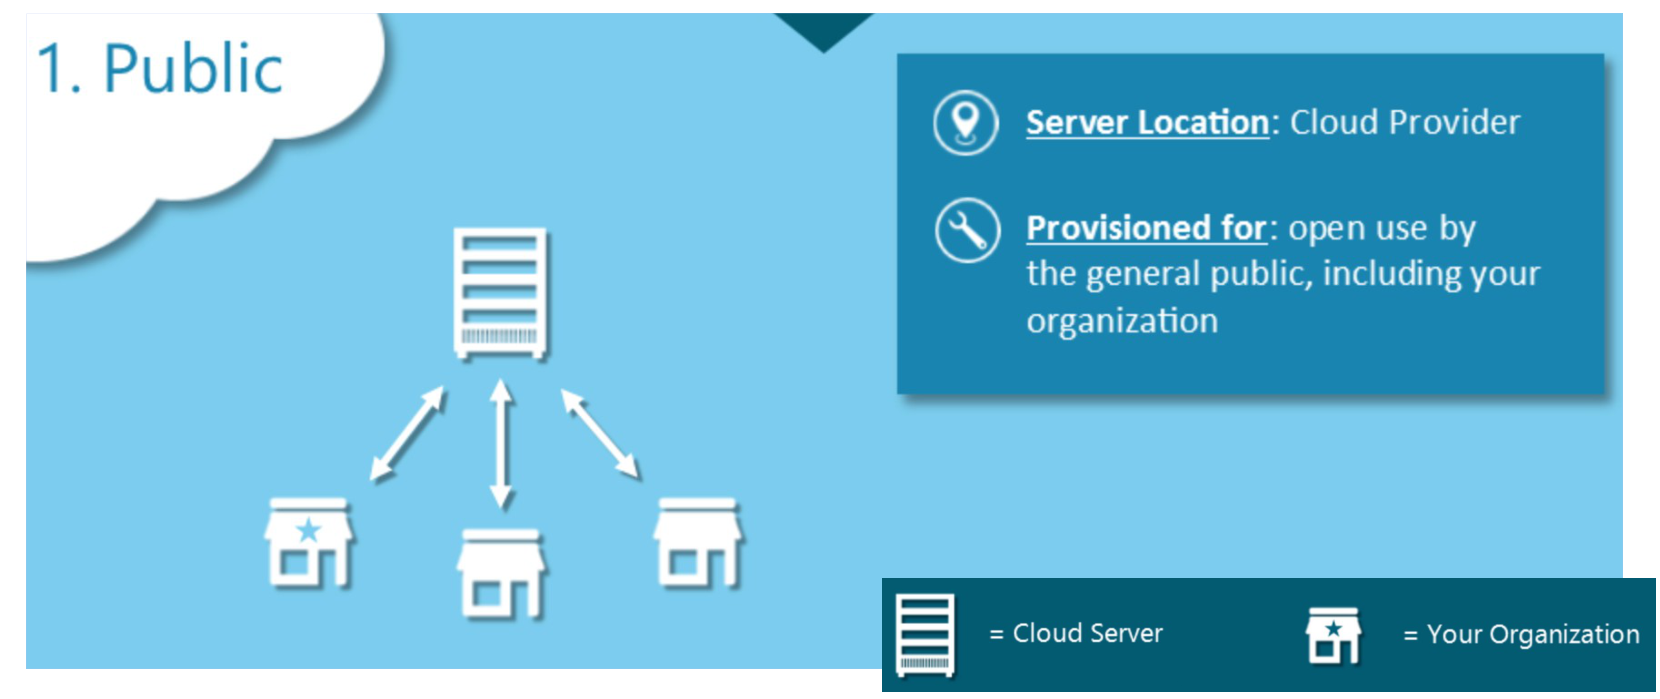 1. Public
Server Location: Cloud Provider
Provisioned for: open use by
the general public, including your
organization
= Cloud Server
= Your Organization